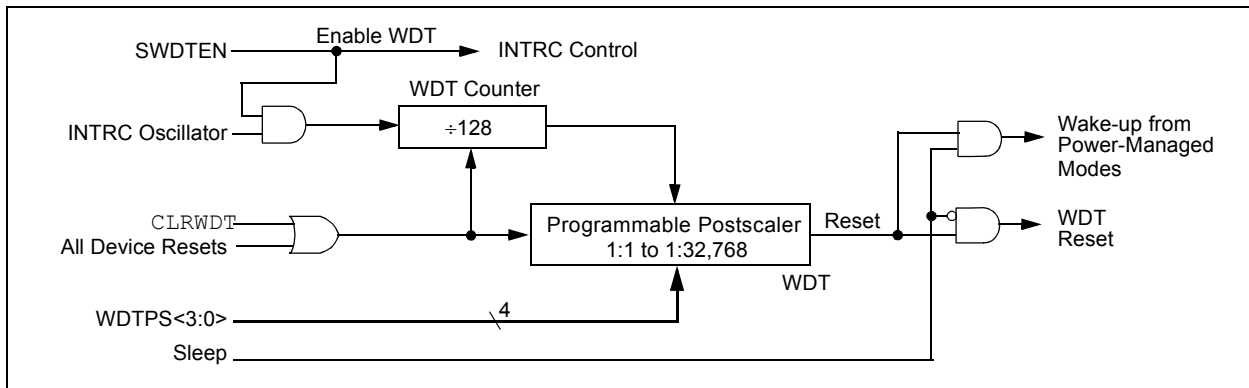 Enable WDT
SWDTEN
INTRC Control
WDT Counter
÷128
INTRC Oscillator
Wake-up from
Power-Managed
Modes
CLRWDT
All Device Resets
Programmable Postscaler
1:1 to 1:32,768
Reset
WDT
WDT
Reset
4
WDTPS<3:0>
Sleep